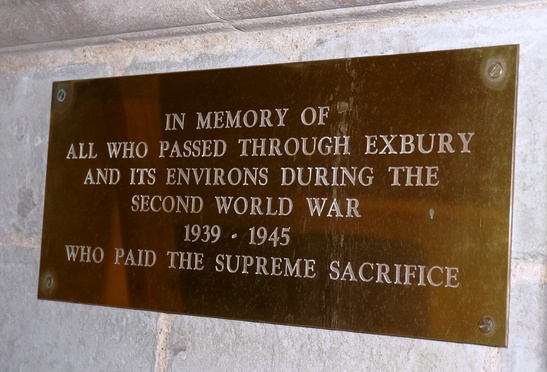 IN MEMORY OF
ALL WHO PASSED THROUGH EXBURY
AND ITS ENVIRONS DURING THE
SECOND WORLD WAR
1939 - 1945
WHO PAID THE SUPREME SACRIFICE